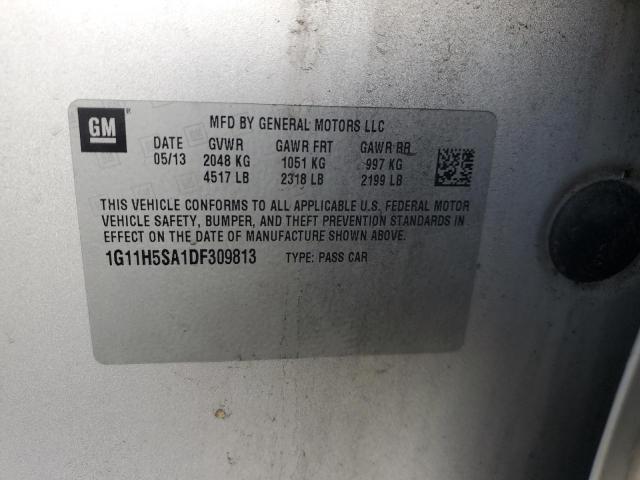 GM
MFD BY GENERAL MOTORS LLC
DATE GVWR GAWR FRT GAWR RR
05/13 2048 KG 1051 KG 997 KG
4517 LB 2318 LB 2199 LB
THIS VEHICLE CONFORMS TO ALL APPLICABLE U.S. FEDERAL MOTOR
VEHICLE SAFETY, BUMPER, AND THEFT PREVENTION STANDARDS IN
EFFECT ON THE DATE OF MANUFACTURE SHOWN ABOVE.
1G11H5SA1DF309813 TYPE: PASS CAR